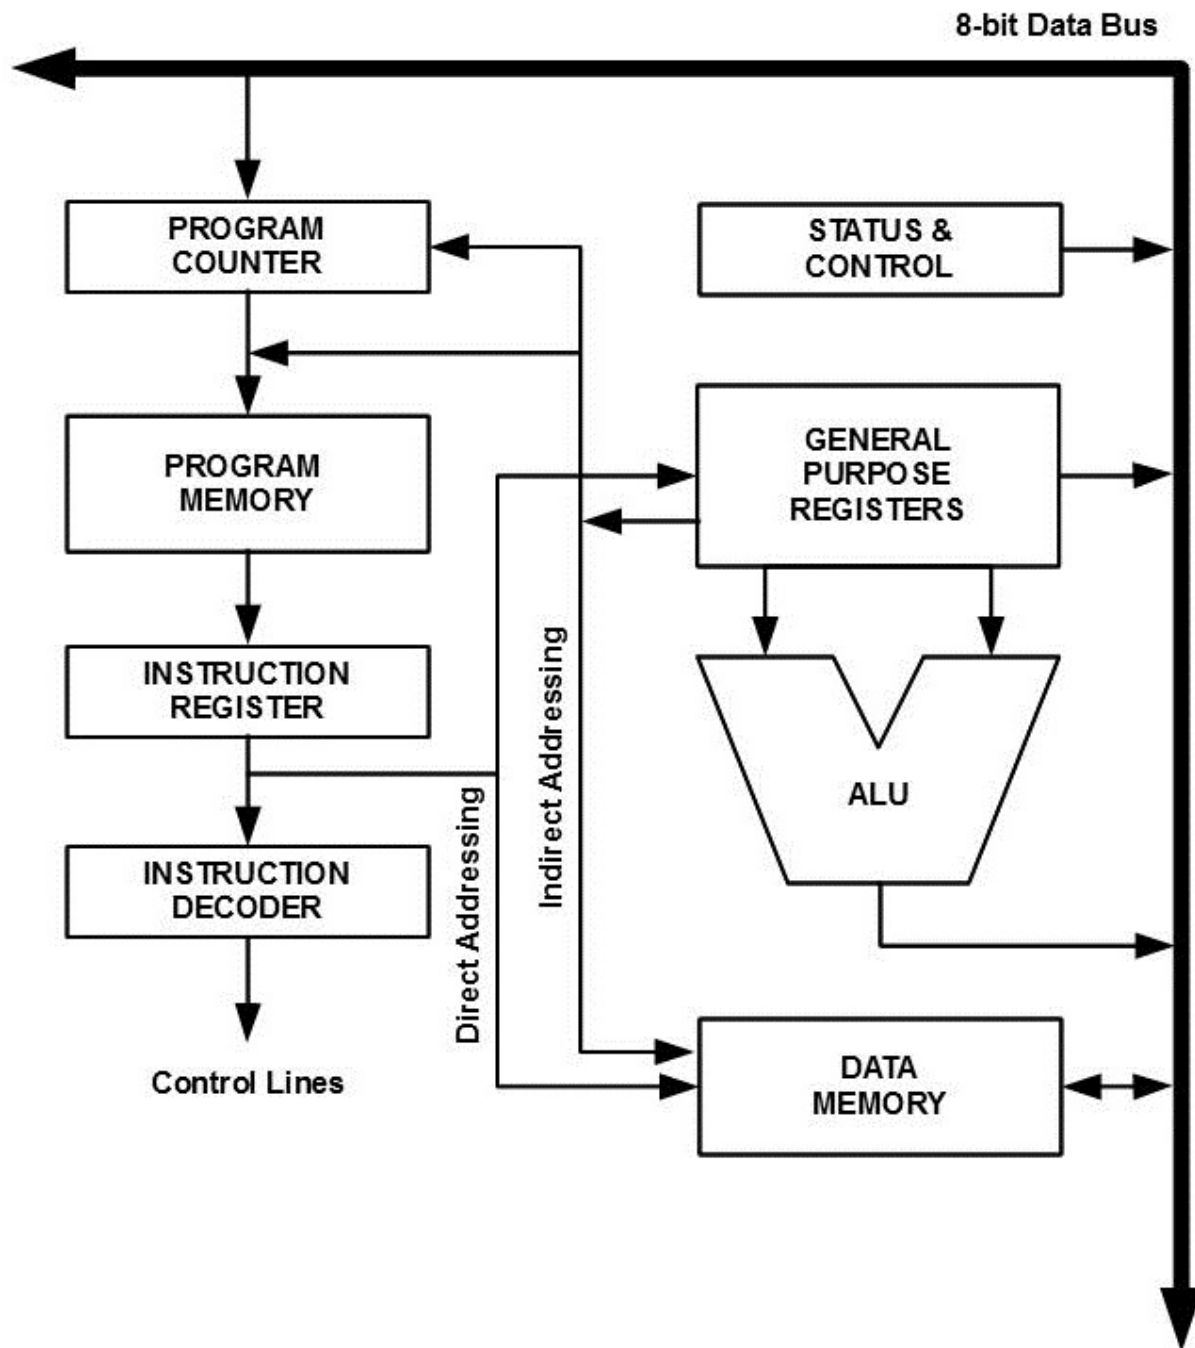 8-bit Data Bus
PROGRAM
COUNTER
STATUS &
CONTROL
PROGRAM
MEMORY
GENERAL
PURPOSE
REGISTERS
INSTRUCTION
REGISTER
Indirect Addressing
ALU
Direct Addressing
INSTRUCTION
DECODER
Control Lines
DATA
MEMORY